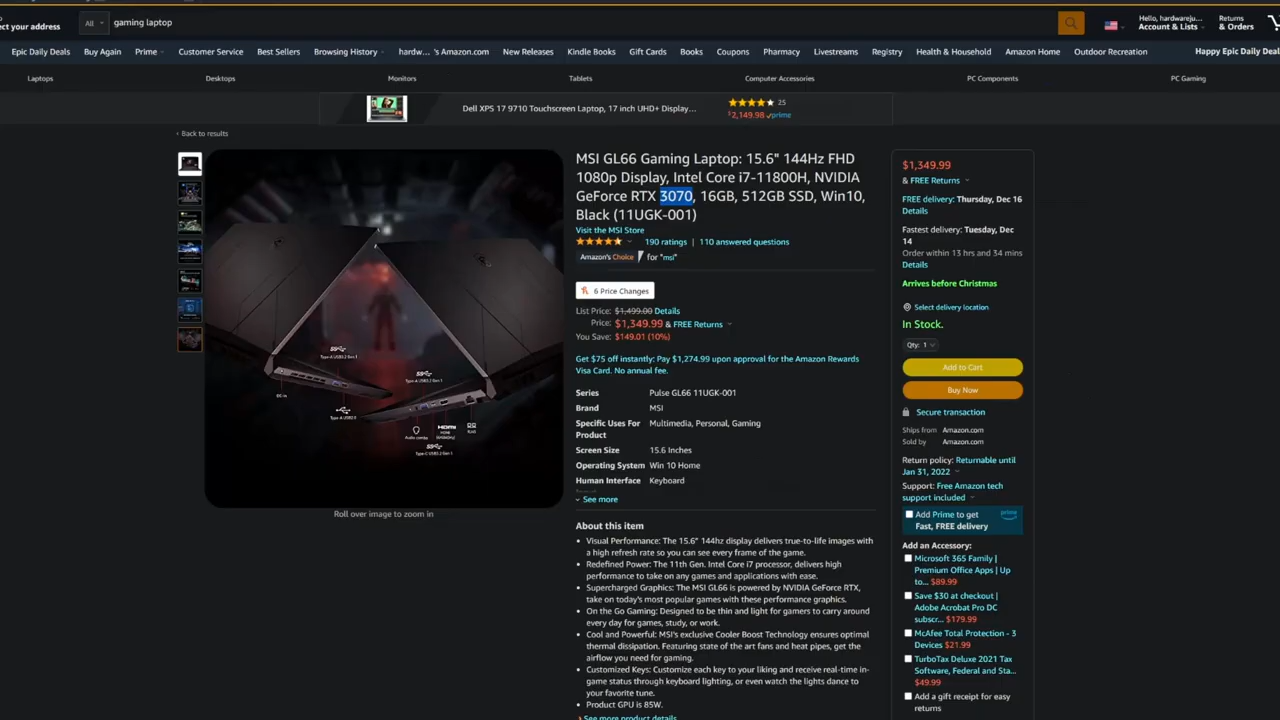 ect your address
All
gaming laptop
Hello, hardwareju...
Account & Lists
Returns
& Orders
Epic Daily Deals
Buy Again
Prime
Customer Service
Best Sellers
Browsing History
hardw... 's Amazon.com
New Releases
Kindle Books
Gift Cards
Books
Coupons
Pharmacy
Livestreams
Registry
Health & Household
Amazon Home
Outdoor Recreation
Happy Epic Daily Deal
Laptops
Desktops
Monitors
Tablets
Computer Accessories
PC Components
PC Gaming
Dell XPS 17 9710 Touchscreen Laptop, 17 inch UHD+ Display...
25
$2,149.98 prime
‹ Back to results
MSI GL66 Gaming Laptop: 15.6" 144Hz FHD
1080p Display, Intel Core i7-11800H, NVIDIA
GeForce RTX 3070, 16GB, 512GB SSD, Win10,
Black (11UGK-001)
Visit the MSI Store
190 ratings | 110 answered questions
Amazon's Choice for "msi"
6 Price Changes
List Price: $1,499.00 Details
Price: $1,349.99 & FREE Returns
You Save: $149.01 (10%)
Get $75 off instantly: Pay $1,274.99 upon approval for the Amazon Rewards
Visa Card. No annual fee.
Series Pulse GL66 11UGK-001
Brand MSI
Specific Uses For Multimedia, Personal, Gaming
Product
Screen Size 15.6 Inches
Operating System Win 10 Home
Human Interface Keyboard
See more
About this item
• Visual Performance: The 15.6" 144hz display delivers true-to-life images with
a high refresh rate so you can see every frame of the game.
• Redefined Power: The 11th Gen. Intel Core i7 processor, delivers high
performance to take on any games and applications with ease.
• Supercharged Graphics: The MSI GL66 is powered by NVIDIA GeForce RTX,
take on today's most popular games with these performance graphics.
• On the Go Gaming: Designed to be thin and light for gamers to carry around
every day for games, study, or work.
• Cool and Powerful: MSI's exclusive Cooler Boost Technology ensures optimal
thermal dissipation. Featuring state of the art fans and heat pipes, get the
airflow you need for gaming.
• Customized Keys: Customize each key to your liking and receive real-time in-
game status through keyboard lighting, or even watch the lights dance to
your favorite tune.
• Product GPU is 85W.
› See more product details
Type-A USB3.2 Gen1
DC-in
Type-A USB2.0
Type-A USB3.2 Gen1
Audio combo
HDMI
RJ45
Type-C USB3.2 Gen1
Roll over image to zoom in
$1,349.99
& FREE Returns
FREE delivery: Thursday, Dec 16
Details
Fastest delivery: Tuesday, Dec
14
Order within 13 hrs and 34 mins
Details
Arrives before Christmas
Select delivery location
In Stock.
Qty: 1
Add to Cart
Buy Now
Secure transaction
Ships from Amazon.com
Sold by Amazon.com
Return policy: Returnable until
Jan 31, 2022
Support: Free Amazon tech
support included
Add Prime to get
Fast, FREE delivery
prime
Add an Accessory:
Microsoft 365 Family |
Premium Office Apps | Up
to... $89.99
Save $30 at checkout |
Adobe Acrobat Pro DC
subscr... $179.99
McAfee Total Protection - 3
Devices $21.99
TurboTax Deluxe 2021 Tax
Software, Federal and Sta...
$49.99
Add a gift receipt for easy
returns